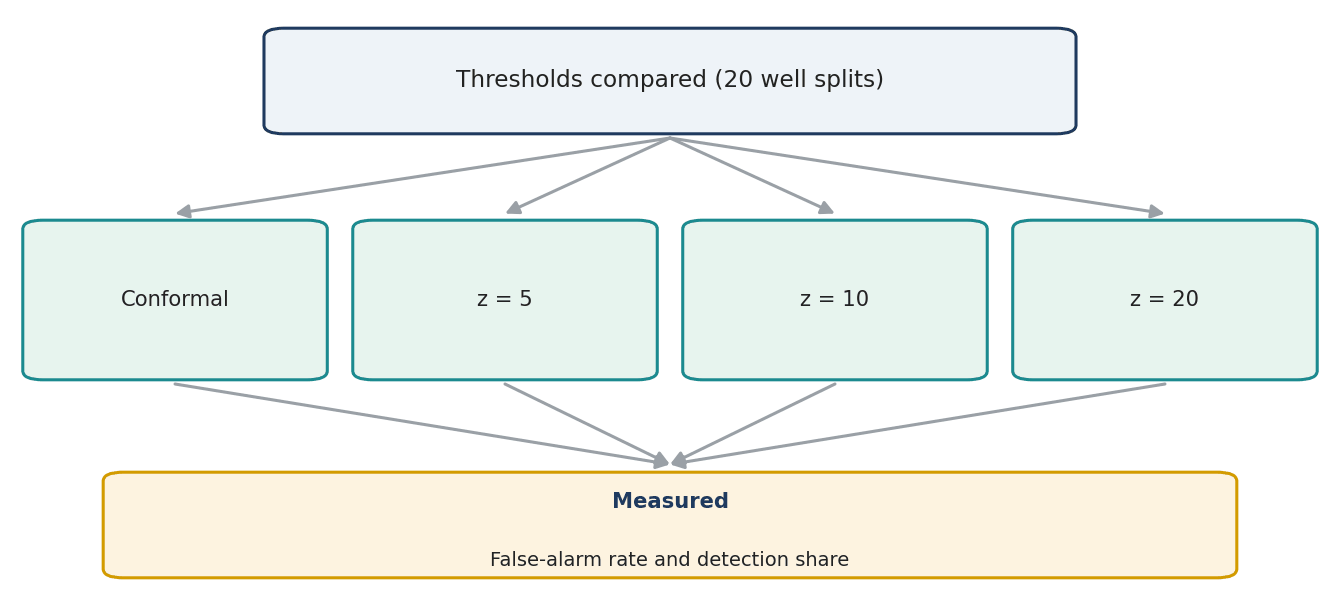 Thresholds compared (20 well splits)
Conformal
z = 5
z = 10
z = 20
Measured
False-alarm rate and detection share